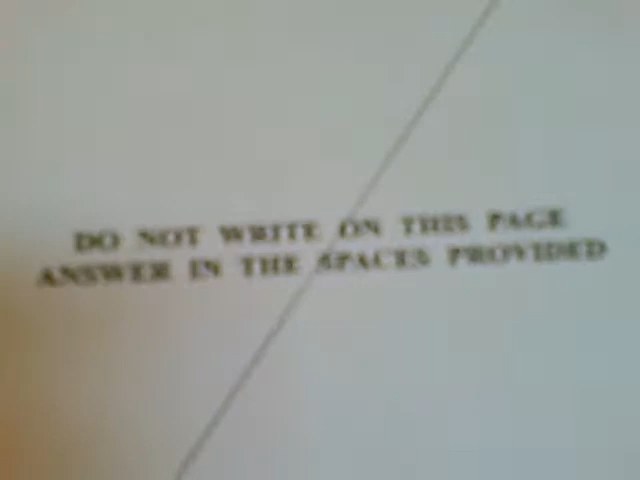 DO NOT WRITE ON THIS PAGE
ANSWER IN THE SPACES PROVIDED